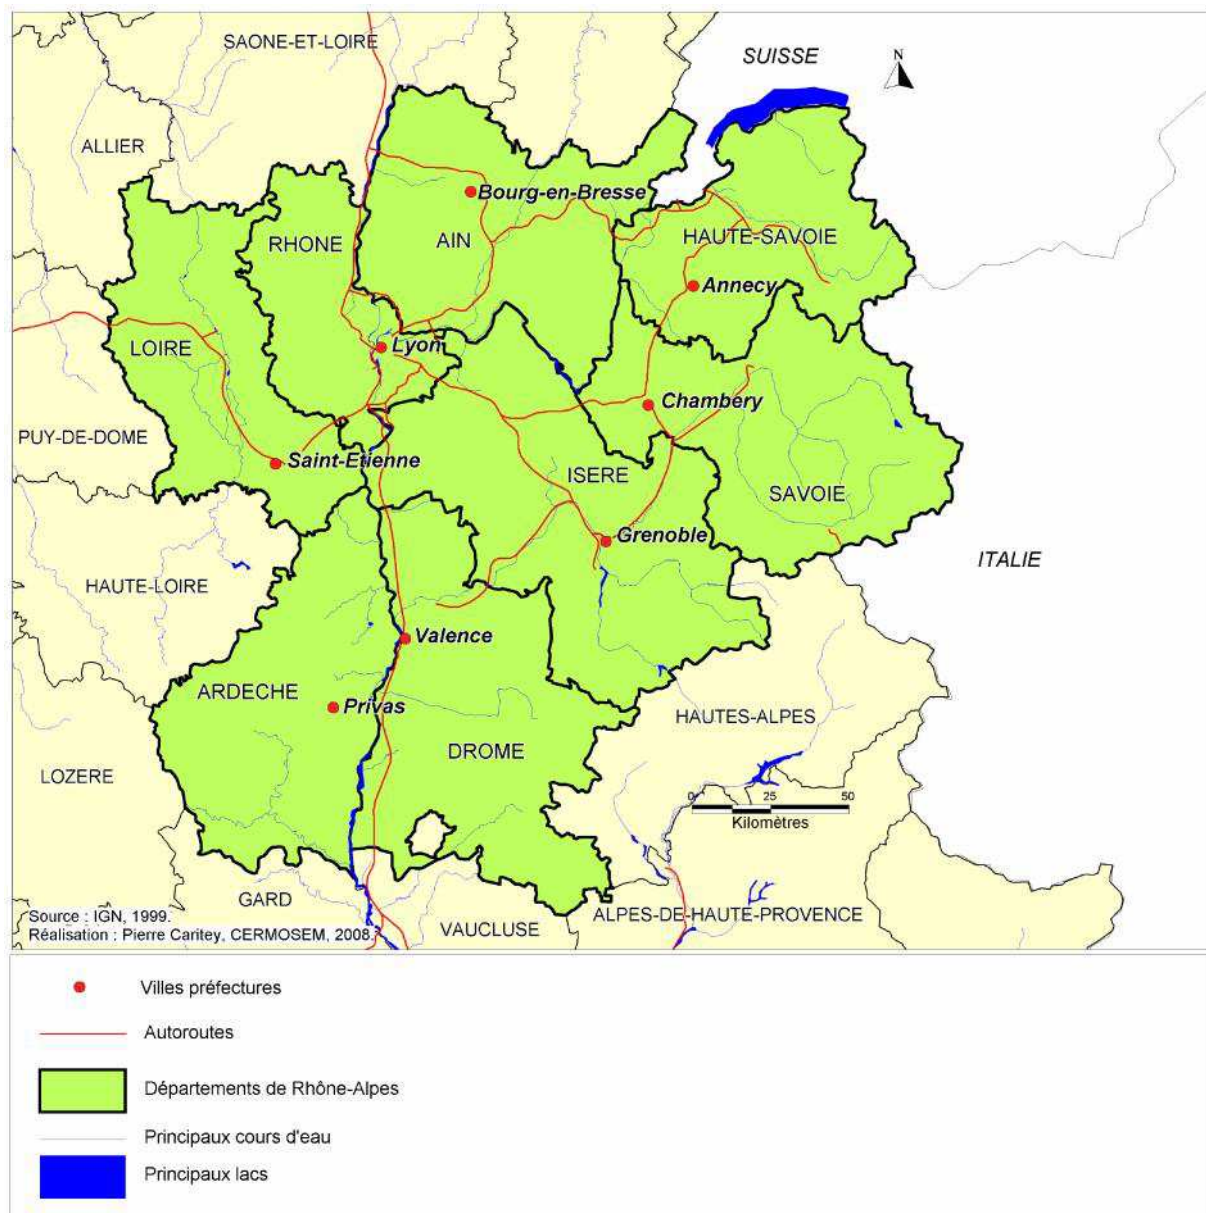 SAONE-ET-LOIRE
SUISSE
N
ALLIER
Bourg-en-Bresse
RHONE
AIN
HAUTE-SAVOIE
Annecy
LOIRE
Lyon
Chambéry
PUY-DE-DOME
Saint-Etienne
ISERE
SAVOIE
Grenoble
ITALIE
HAUTE-LOIRE
Valence
ARDECHE
Privas
HAUTES-ALPES
DROME
LOZERE
0 25 50
Kilomètres
GARD
VAUCLUSE
ALPES-DE-HAUTE-PROVENCE
Source : IGN, 1999.
Réalisation : Pierre Caritey, CERMOSEM, 2008.
Villes préfectures
Autoroutes
Départements de Rhône-Alpes
Principaux cours d'eau
Principaux lacs